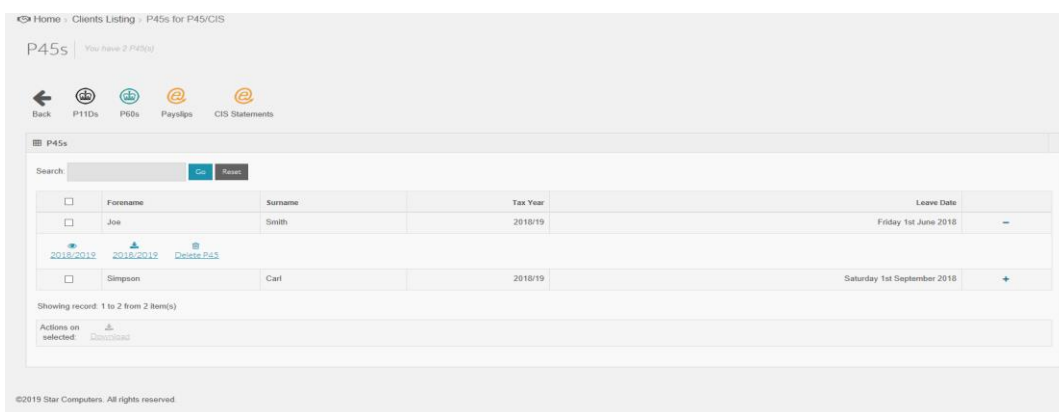 Home > Clients Listing > P45s for P45/CIS
P45s | You have 2 P45(s)
Back P11Ds P60s Payslips CIS Statements
P45s
Search: Go Reset
Forename Surname Tax Year Leave Date
Joe Smith 2018/19 Friday 1st June 2018 −
2018/2019 2018/2019 Delete P45
Simpson Carl 2018/19 Saturday 1st September 2018 +
Showing record: 1 to 2 from 2 item(s)
Actions on
selected: Download
©2019 Star Computers. All rights reserved.